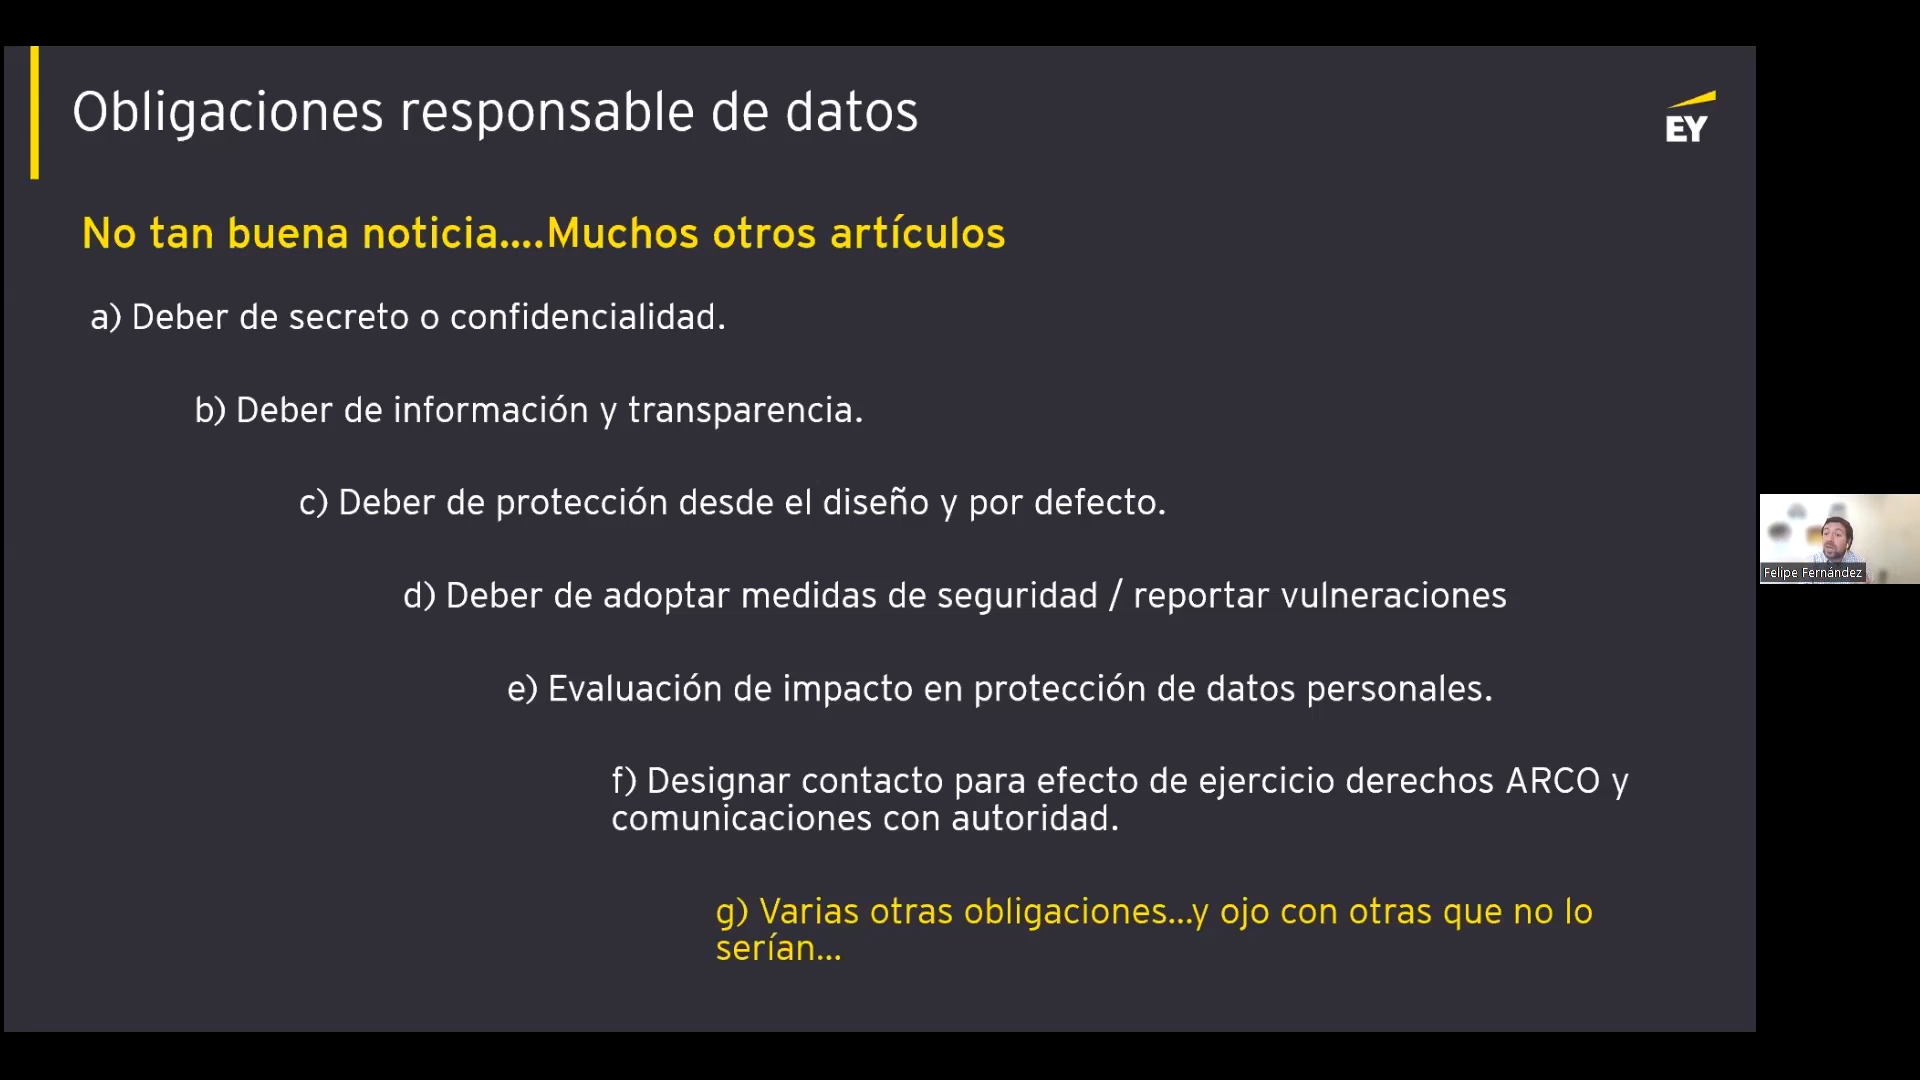 Obligaciones responsable de datos
EY
No tan buena noticia....Muchos otros artículos
a) Deber de secreto o confidencialidad.
b) Deber de información y transparencia.
c) Deber de protección desde el diseño y por defecto.
d) Deber de adoptar medidas de seguridad / reportar vulneraciones
e) Evaluación de impacto en protección de datos personales.
f) Designar contacto para efecto de ejercicio derechos ARCO y
comunicaciones con autoridad.
g) Varias otras obligaciones...y ojo con otras que no lo
serían...
Felipe Fernández